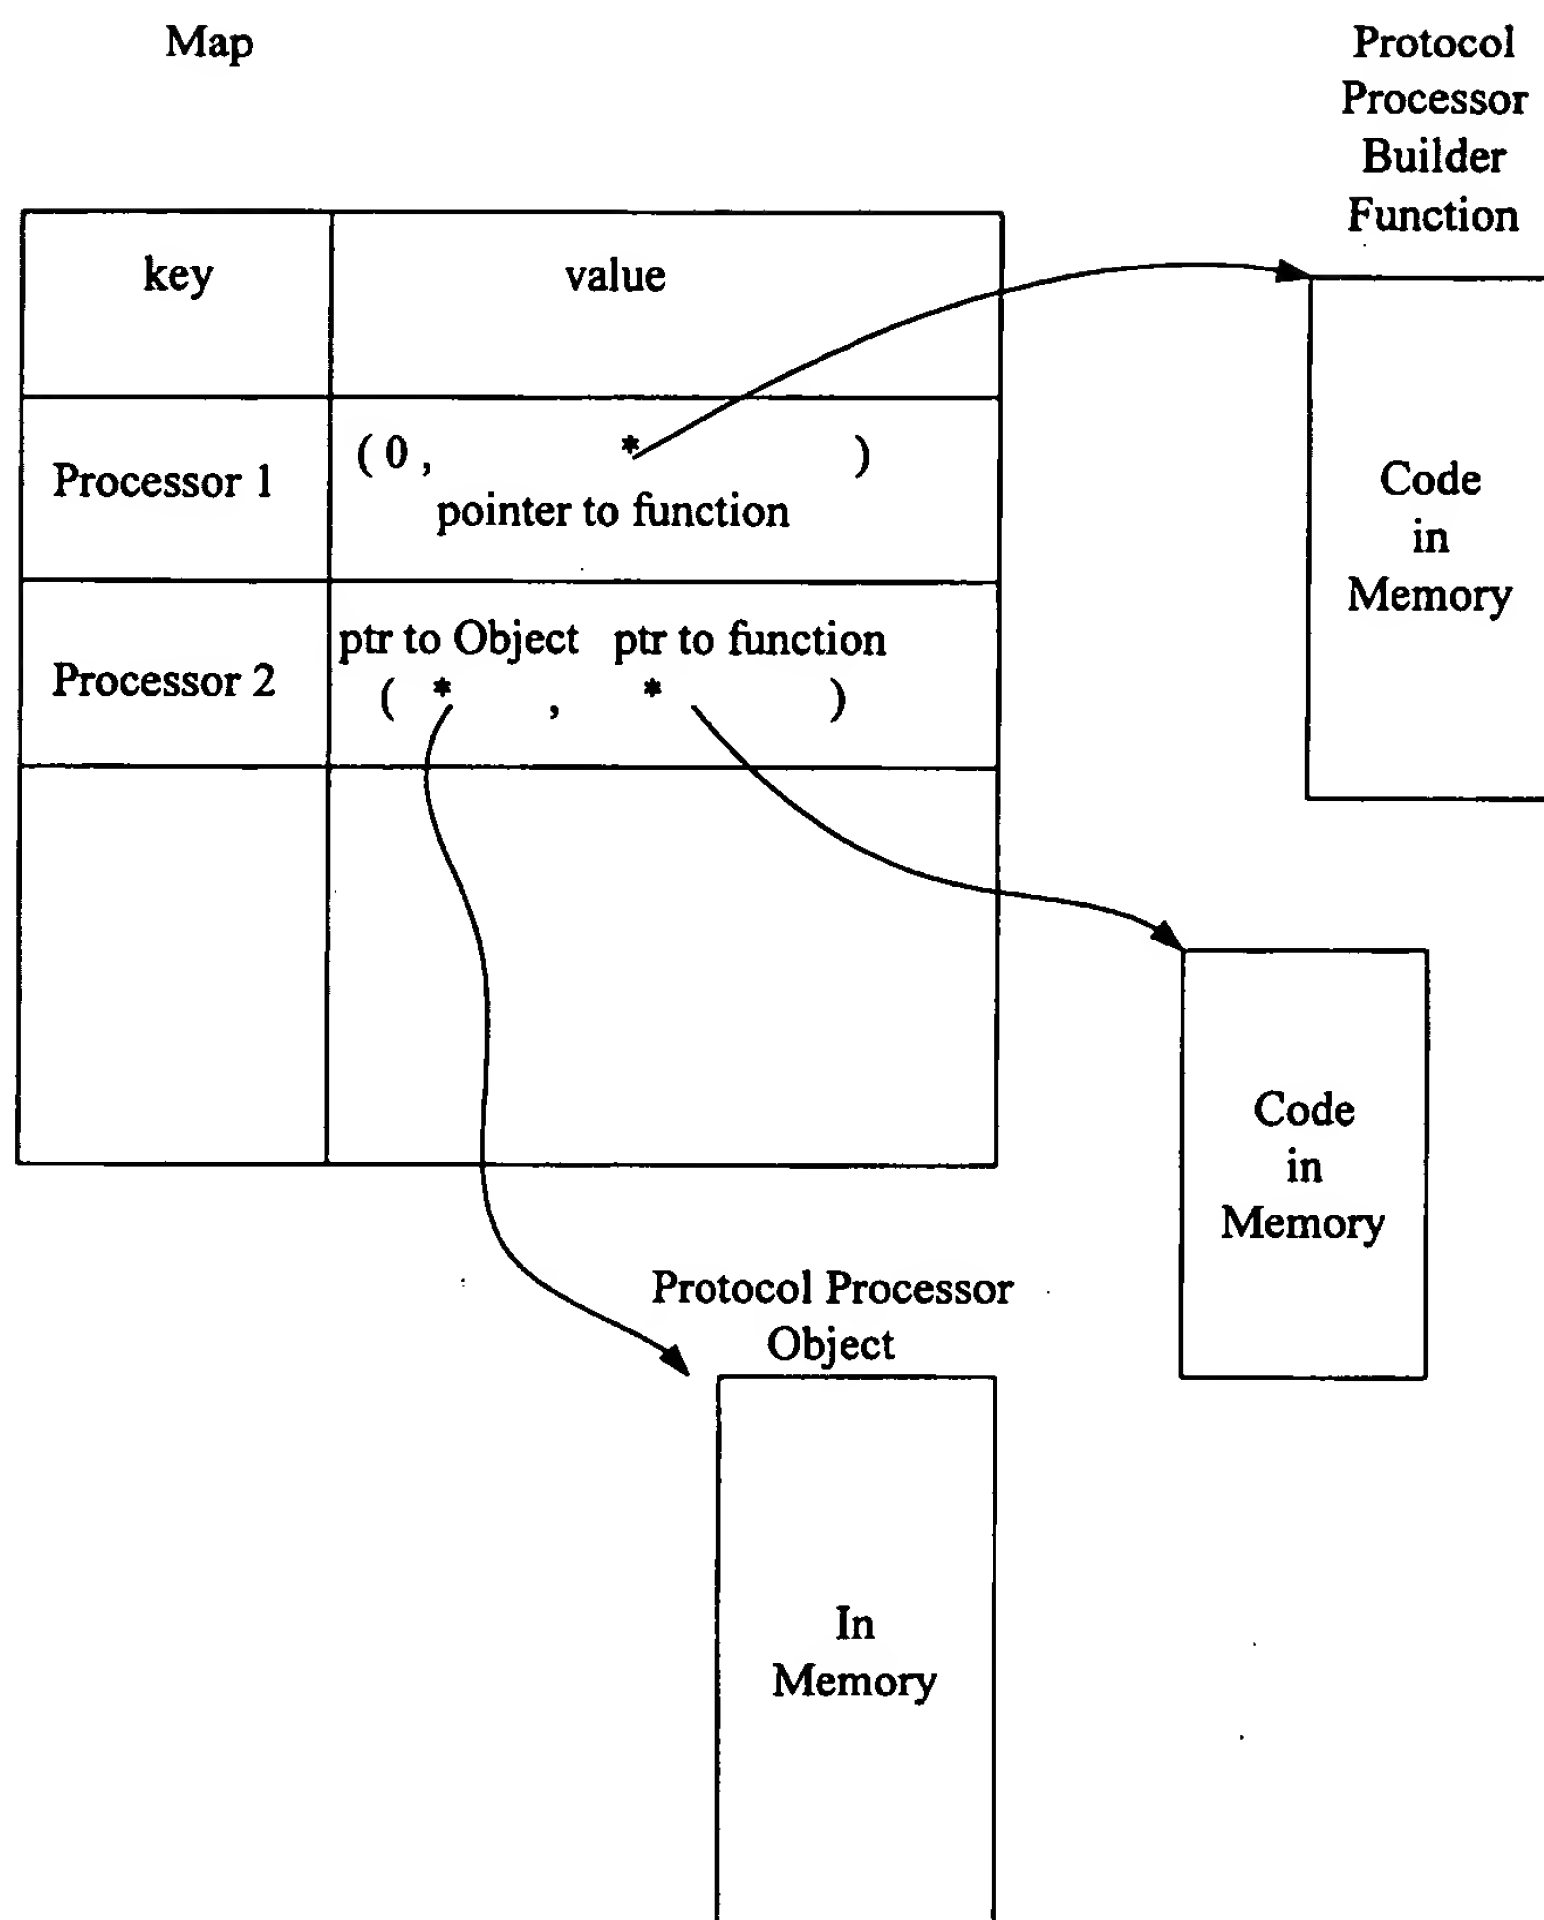 Map
Protocol
Processor
Builder
Function
key
value
Processor 1
( 0 , * )
pointer to function
Code
in
Memory
Processor 2
ptr to Object ptr to function
( * , * )
Code
in
Memory
Protocol Processor
Object
In
Memory